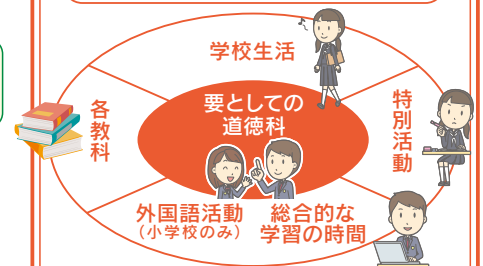 学校生活
各教科
要としての
道徳科
特別活動
外国語活動
（小学校のみ）
総合的な
学習の時間